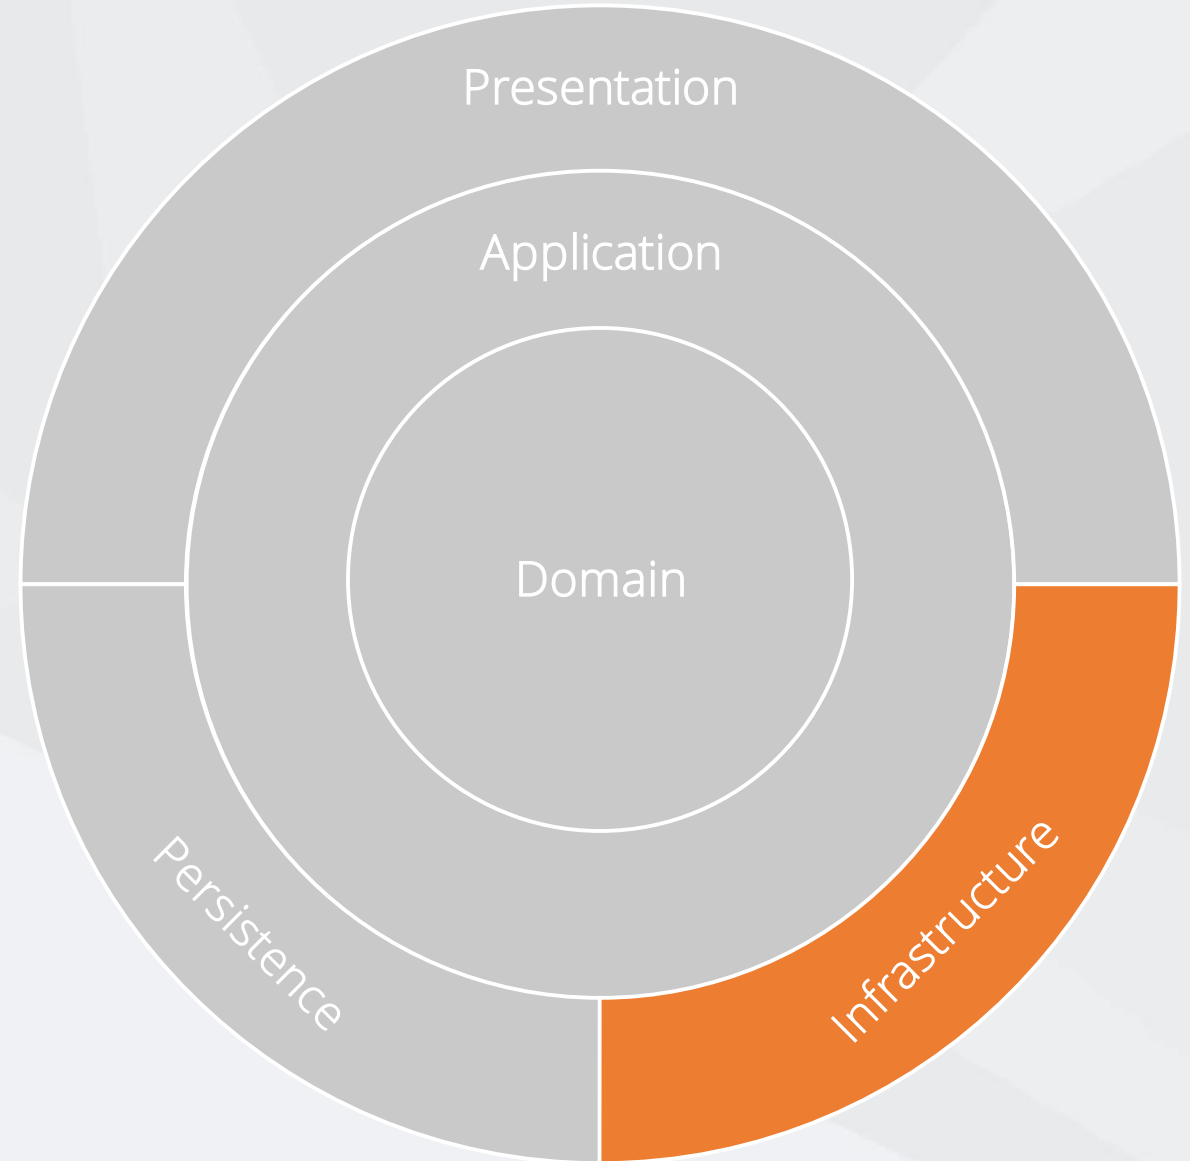 Presentation
Application
Domain
Persistence
Infrastructure